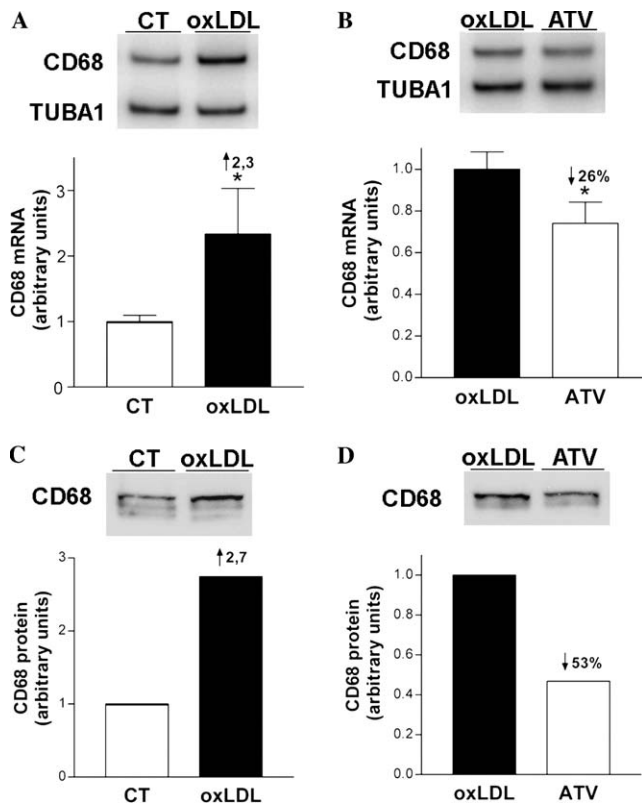 A
CT oxLDL
CD68
TUBA1
CD68 mRNA
(arbitrary units)
3
2
1
0
↑2,3
*
CT oxLDL
B
oxLDL ATV
CD68
TUBA1
CD68 mRNA
(arbitrary units)
1.0
0.8
0.6
0.4
0.2
0.0
↓26%
*
oxLDL ATV
C
CT oxLDL
CD68
CD68 protein
(arbitrary units)
3
2
1
0
↑2,7
CT oxLDL
D
oxLDL ATV
CD68
CD68 protein
(arbitrary units)
1.0
0.8
0.6
0.4
0.2
0.0
↓53%
oxLDL ATV